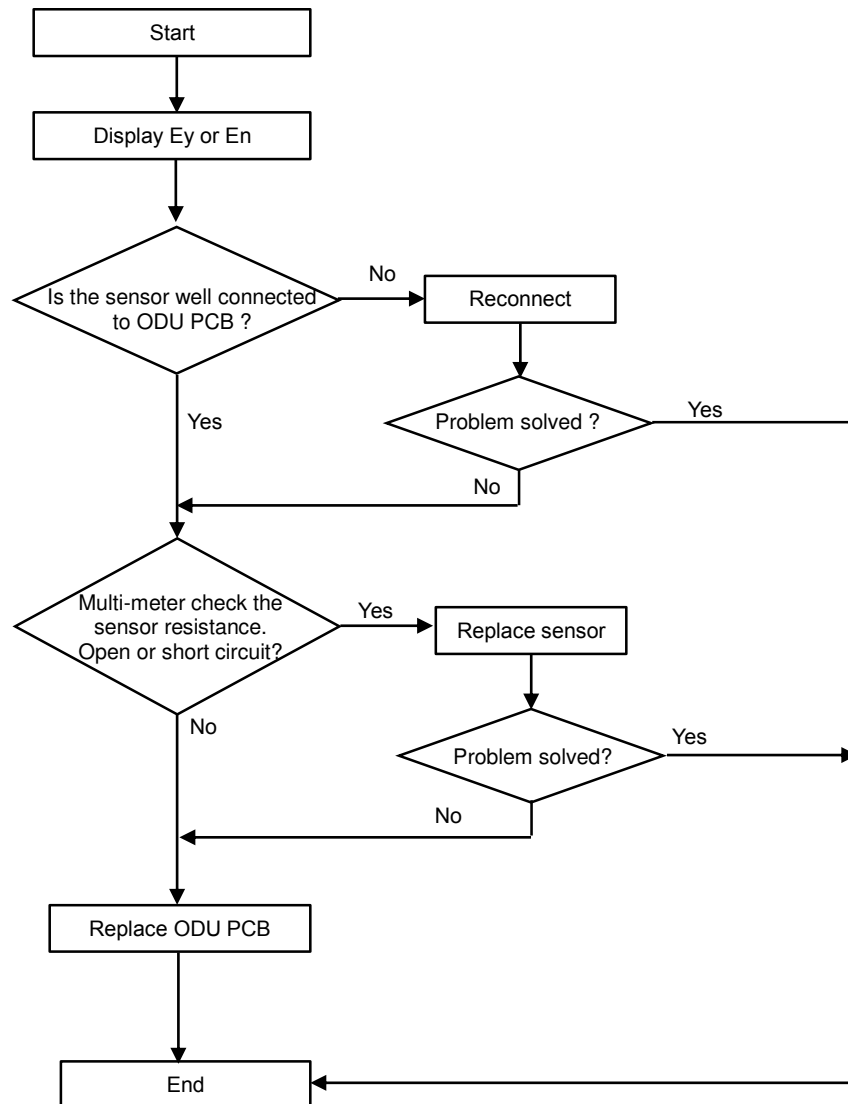 Start
Display Ey or En
No
Is the sensor well connected
to ODU PCB ?
Reconnect
Yes
Problem solved ?
Yes
No
Multi-meter check the
sensor resistance.
Open or short circuit?
Yes
Replace sensor
No
Problem solved?
Yes
No
Replace ODU PCB
End